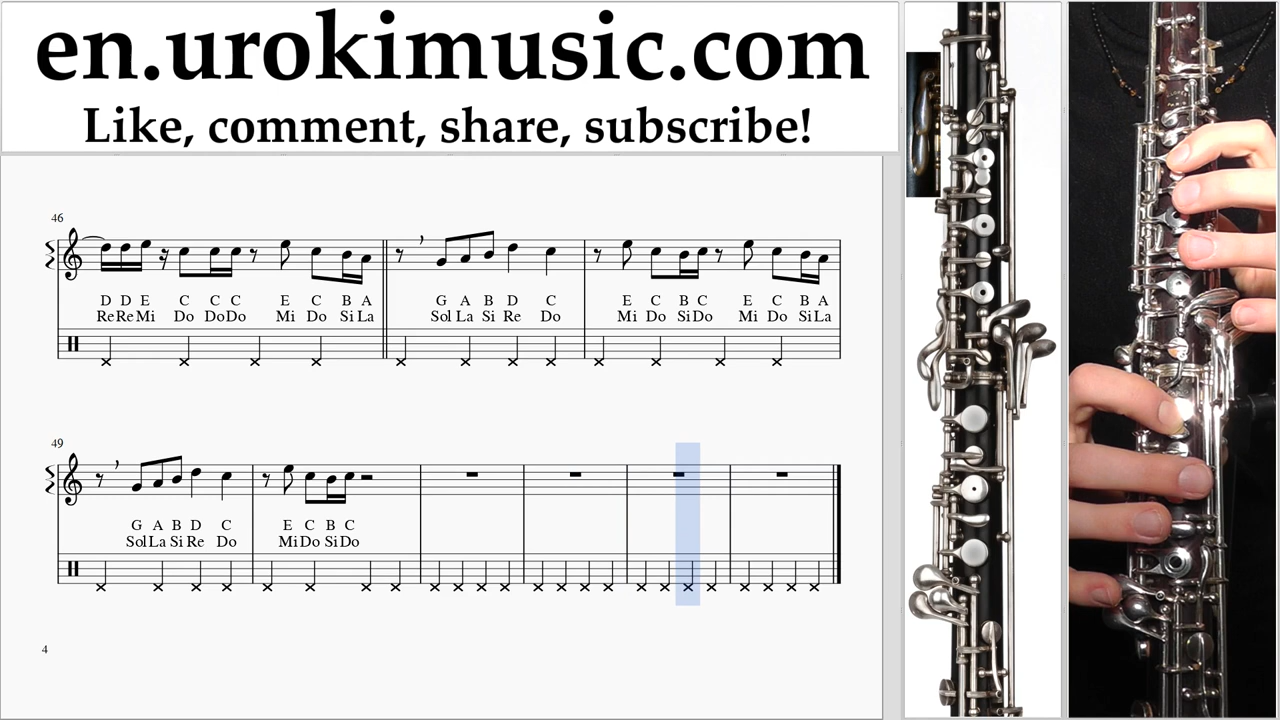 en.urokimusic.com
Like, comment, share, subscribe!
46
D D E C C C E C B A G A B D C E C B C E C B A
Re Re Mi Do Do Do Mi Do Si La Sol La Si Re Do Mi Do Si Do Mi Do Si La
49
G A B D C E C B C
Sol La Si Re Do Mi Do Si Do
4